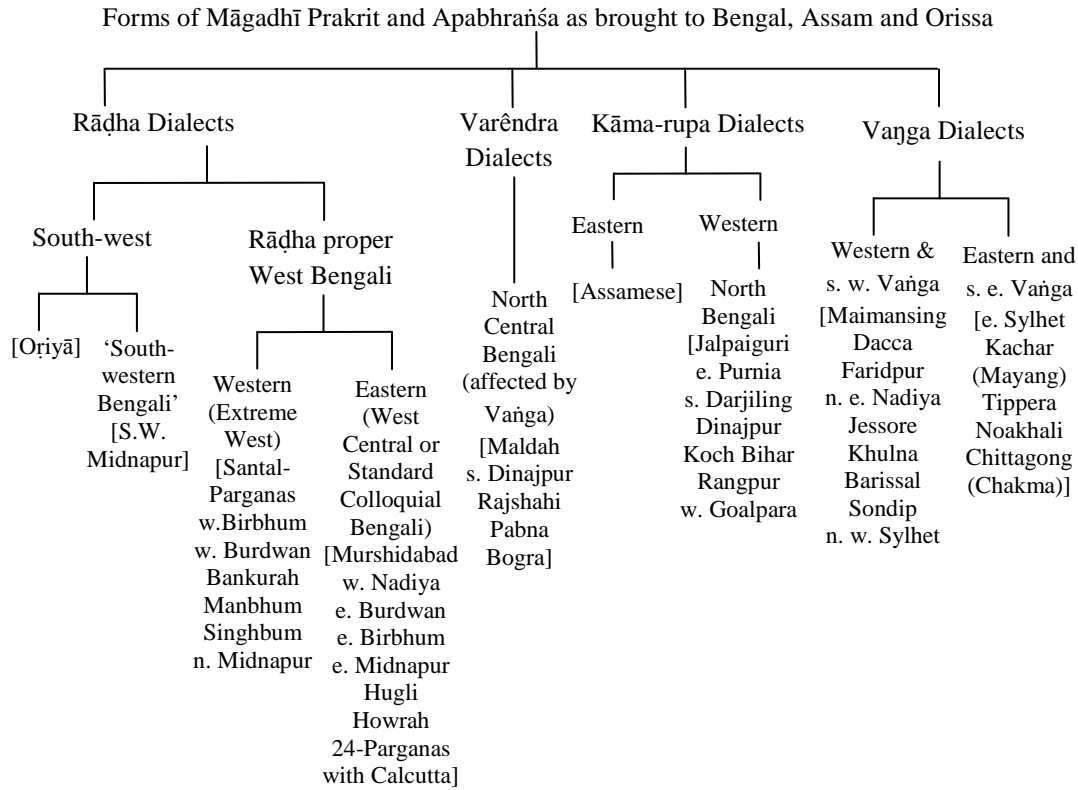 Forms of Māgadhī Prakrit and Apabhraṅśa as brought to Bengal, Assam and Orissa
Rāḍha Dialects
Varêndra
Dialects
Kāma-rupa Dialects
Vaŋga Dialects
South-west
Rāḍha proper
West Bengali
Eastern
Western
Western &
s. w. Vaṅga
[Maimansing
Dacca
Faridpur
n. e. Nadiya
Jessore
Khulna
Barissal
Sondip
n. w. Sylhet
Eastern and
s. e. Vaṅga
[e. Sylhet
Kachar
(Mayang)
Tippera
Noakhali
Chittagong
(Chakma)]
[Oṛiyā]
‘South-
western
Bengali’
[S.W.
Midnapur]
Western
(Extreme
West)
[Santal-
Parganas
w.Birbhum
w. Burdwan
Bankurah
Manbhum
Singhbum
n. Midnapur
Eastern
(West
Central or
Standard
Colloquial
Bengali)
[Murshidabad
w. Nadiya
e. Burdwan
e. Birbhum
e. Midnapur
Hugli
Howrah
24-Parganas
with Calcutta]
North
Central
Bengali
(affected by
Vaṅga)
[Maldah
s. Dinajpur
Rajshahi
Pabna
Bogra]
[Assamese]
North
Bengali
[Jalpaiguri
e. Purnia
s. Darjiling
Dinajpur
Koch Bihar
Rangpur
w. Goalpara